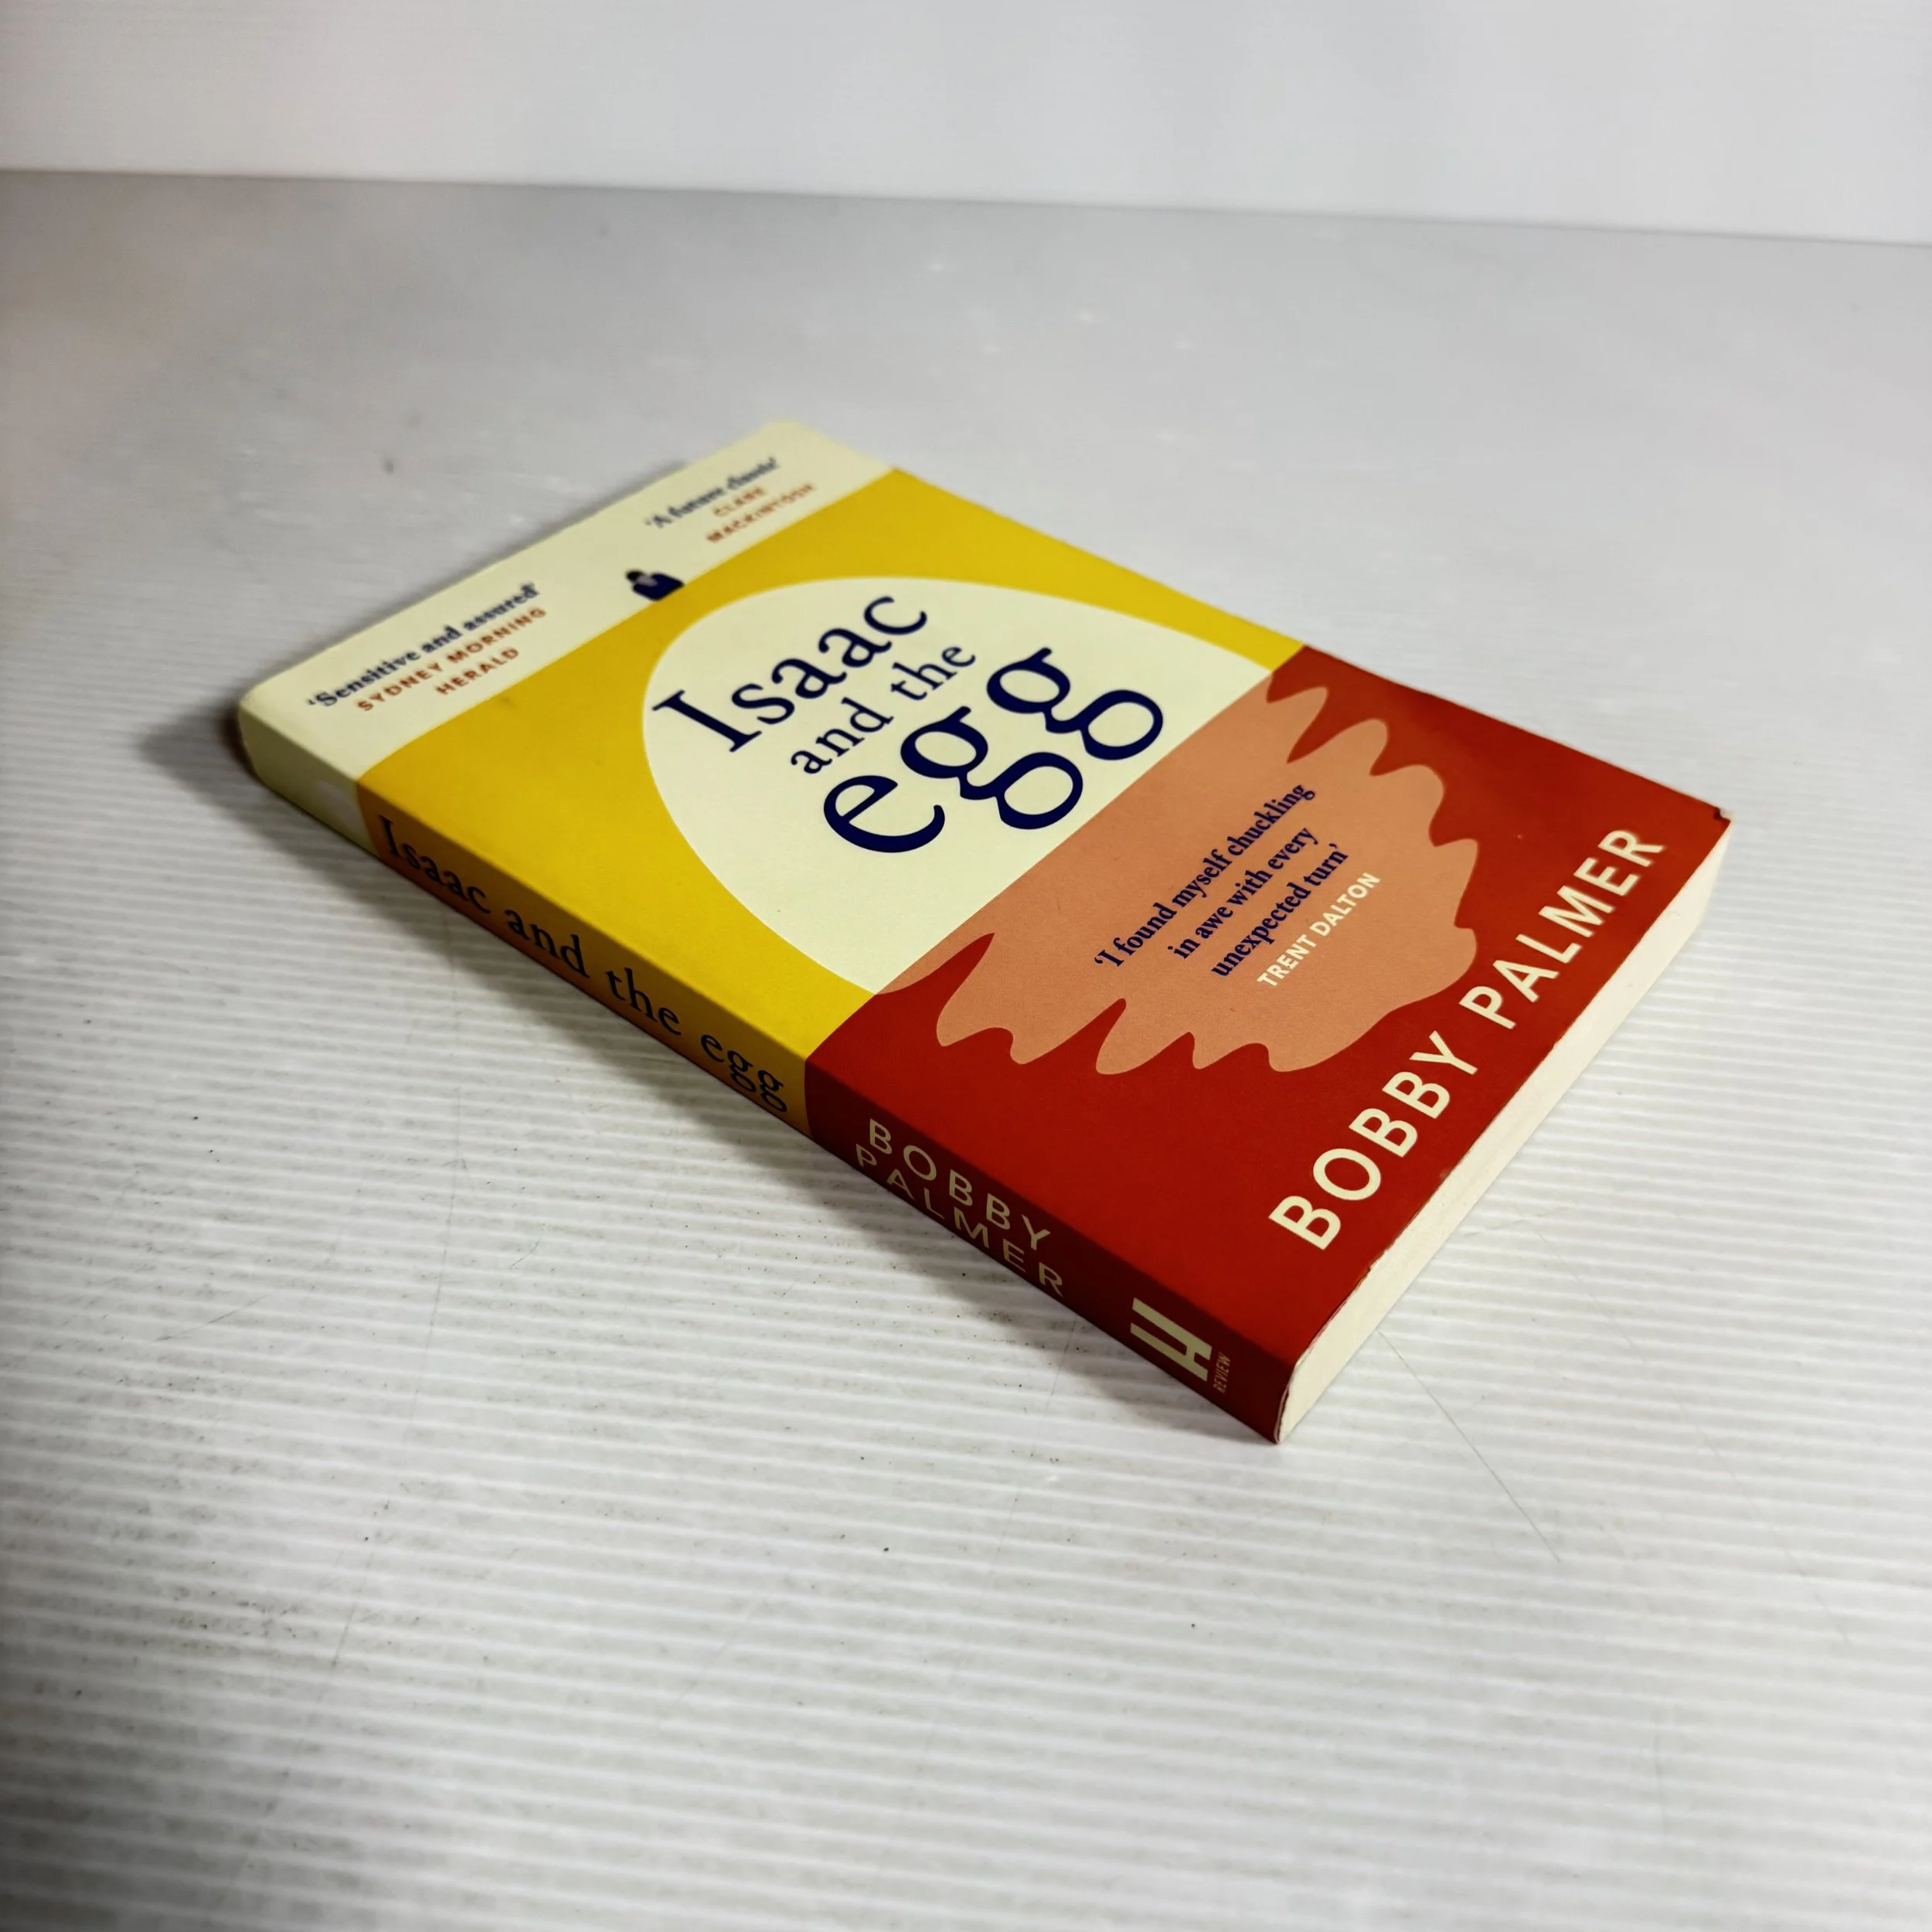 'Sensitive and assured'
SYDNEY MORNING
HERALD
'A future classic'
CLARE
MACKINTOSH
Isaac
and the
egg
'I found myself chuckling
in awe with every
unexpected turn'
TRENT DALTON
BOBBY PALMER
Isaac and the egg
BOBBY
PALMER
H
REVIEW